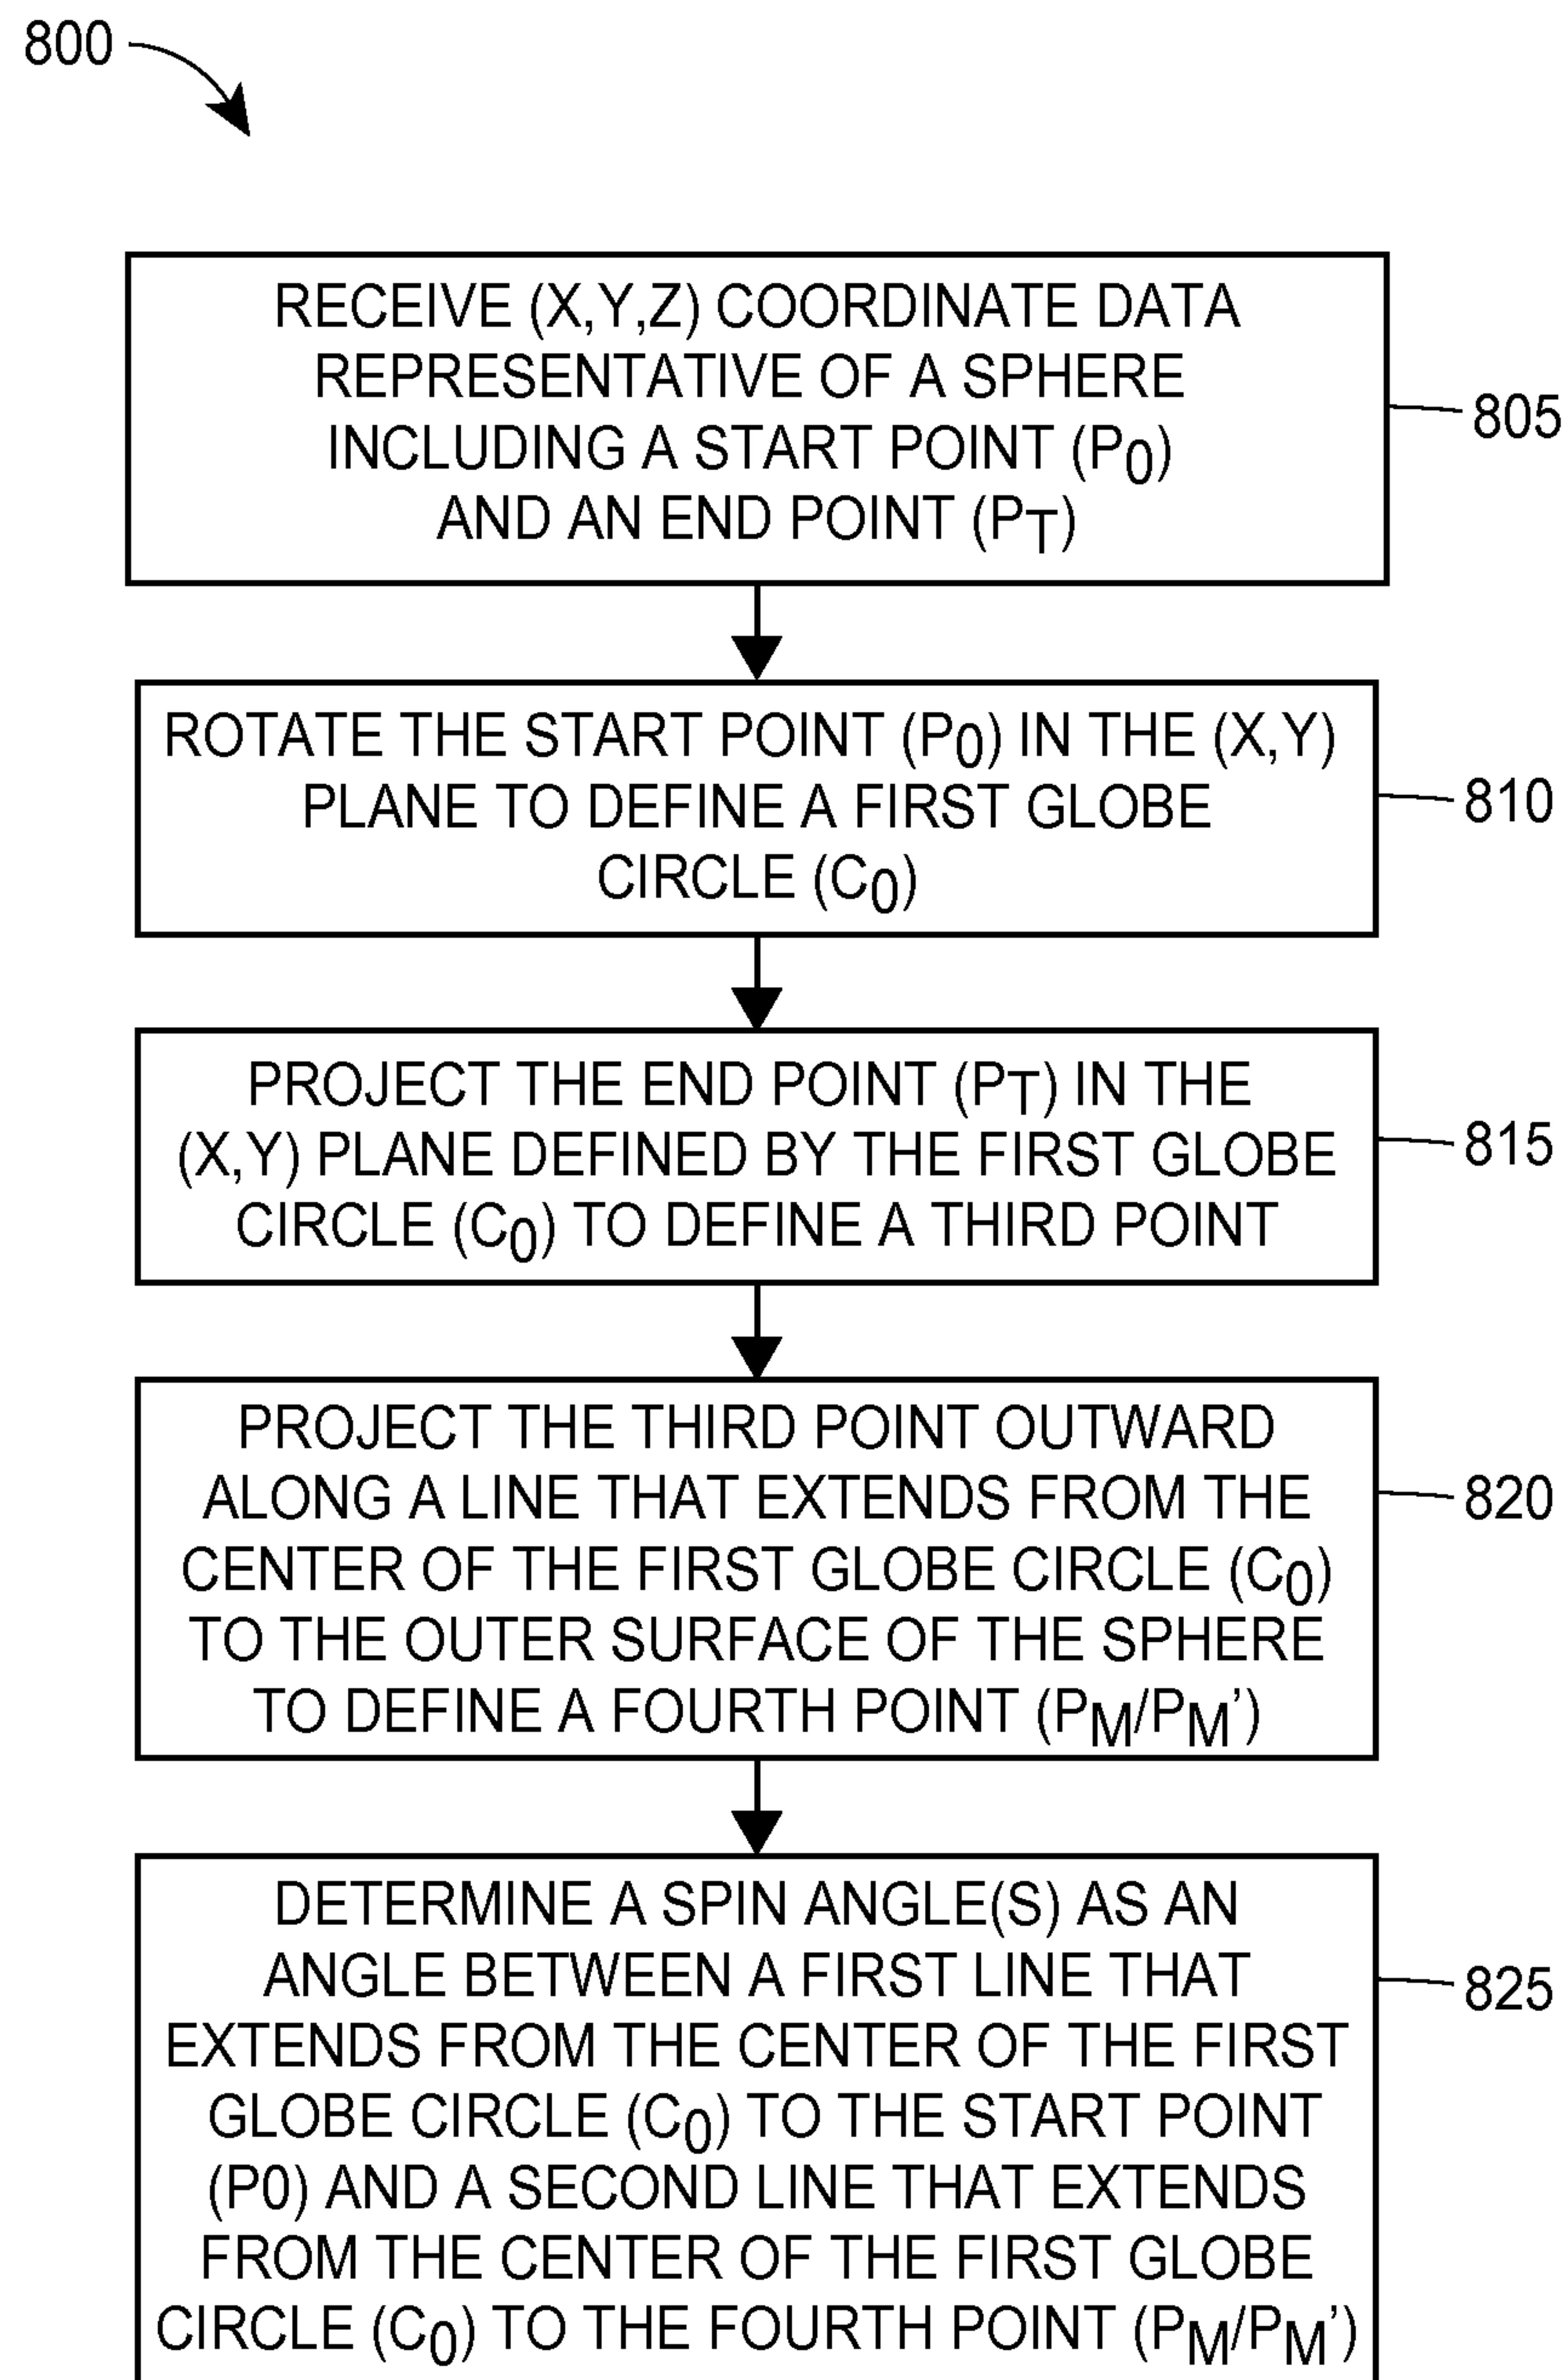 800
RECEIVE (X,Y,Z) COORDINATE DATA
REPRESENTATIVE OF A SPHERE
INCLUDING A START POINT (P0)
AND AN END POINT (PT)
805
ROTATE THE START POINT (P0) IN THE (X,Y)
PLANE TO DEFINE A FIRST GLOBE
CIRCLE (C0)
810
PROJECT THE END POINT (PT) IN THE
(X,Y) PLANE DEFINED BY THE FIRST GLOBE
CIRCLE (C0) TO DEFINE A THIRD POINT
815
PROJECT THE THIRD POINT OUTWARD
ALONG A LINE THAT EXTENDS FROM THE
CENTER OF THE FIRST GLOBE CIRCLE (C0)
TO THE OUTER SURFACE OF THE SPHERE
TO DEFINE A FOURTH POINT (PM/PM’)
820
DETERMINE A SPIN ANGLE(S) AS AN
ANGLE BETWEEN A FIRST LINE THAT
EXTENDS FROM THE CENTER OF THE FIRST
GLOBE CIRCLE (C0) TO THE START POINT
(P0) AND A SECOND LINE THAT EXTENDS
FROM THE CENTER OF THE FIRST GLOBE
CIRCLE (C0) TO THE FOURTH POINT (PM/PM’)
825